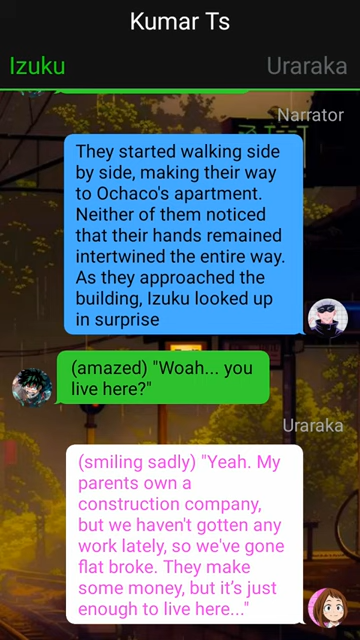 Kumar Ts
Izuku
Uraraka
Narrator
They started walking side
by side, making their way
to Ochaco's apartment.
Neither of them noticed
that their hands remained
intertwined the entire way.
As they approached the
building, Izuku looked up
in surprise
(amazed) "Woah... you
live here?"
Uraraka
(smiling sadly) "Yeah. My
parents own a
construction company,
but we haven't gotten any
work lately, so we've gone
flat broke. They make
some money, but it's just
enough to live here..."